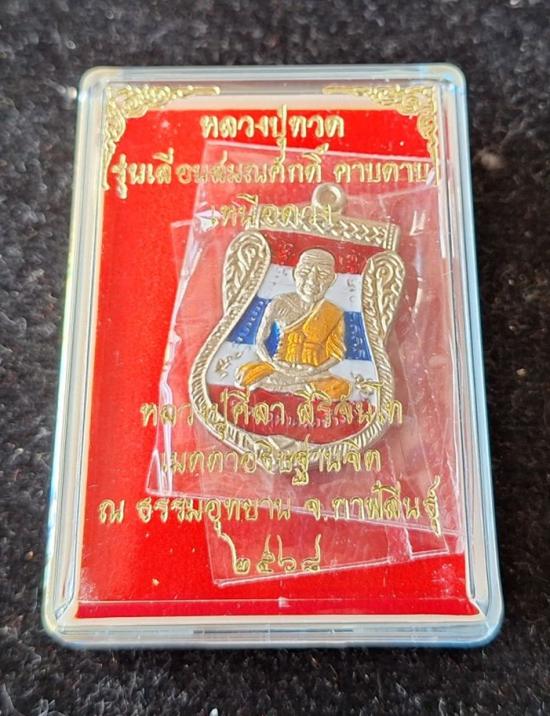 หลวงปู่ทวด
รุ่นเลื่อนสมณศักดิ์ คาบดาบ
เหนือดวง
หลวงปู่ศิลา สิริจันโท
เมตตาอธิษฐานจิต
ณ ธรรมอุทยาน จ.กาฬสินธุ์
๒๕๖๘